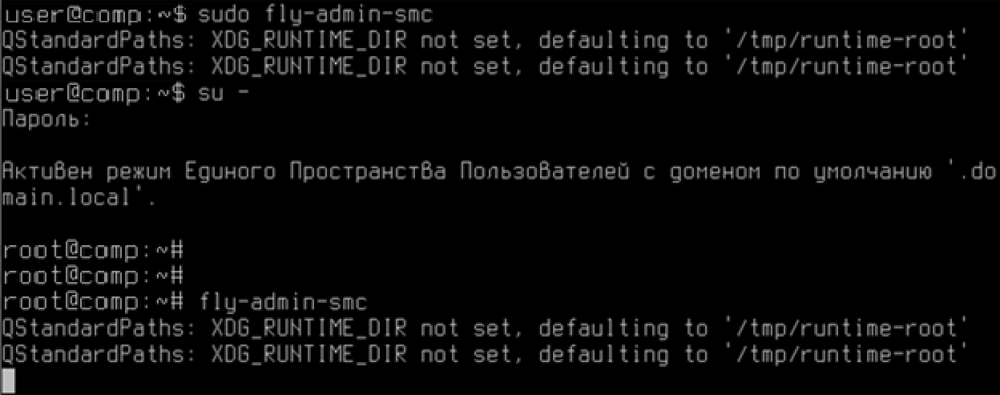 user@comp:~$ sudo fly-admin-smc
QStandardPaths: XDG_RUNTIME_DIR not set, defaulting to '/tmp/runtime-root'
QStandardPaths: XDG_RUNTIME_DIR not set, defaulting to '/tmp/runtime-root'
user@comp:~$ su -
Пароль:
Активен режим Единого Пространства Пользователей с доменом по умолчанию '.do
main.local'.
root@comp:~#
root@comp:~#
root@comp:~# fly-admin-smc
QStandardPaths: XDG_RUNTIME_DIR not set, defaulting to '/tmp/runtime-root'
QStandardPaths: XDG_RUNTIME_DIR not set, defaulting to '/tmp/runtime-root'